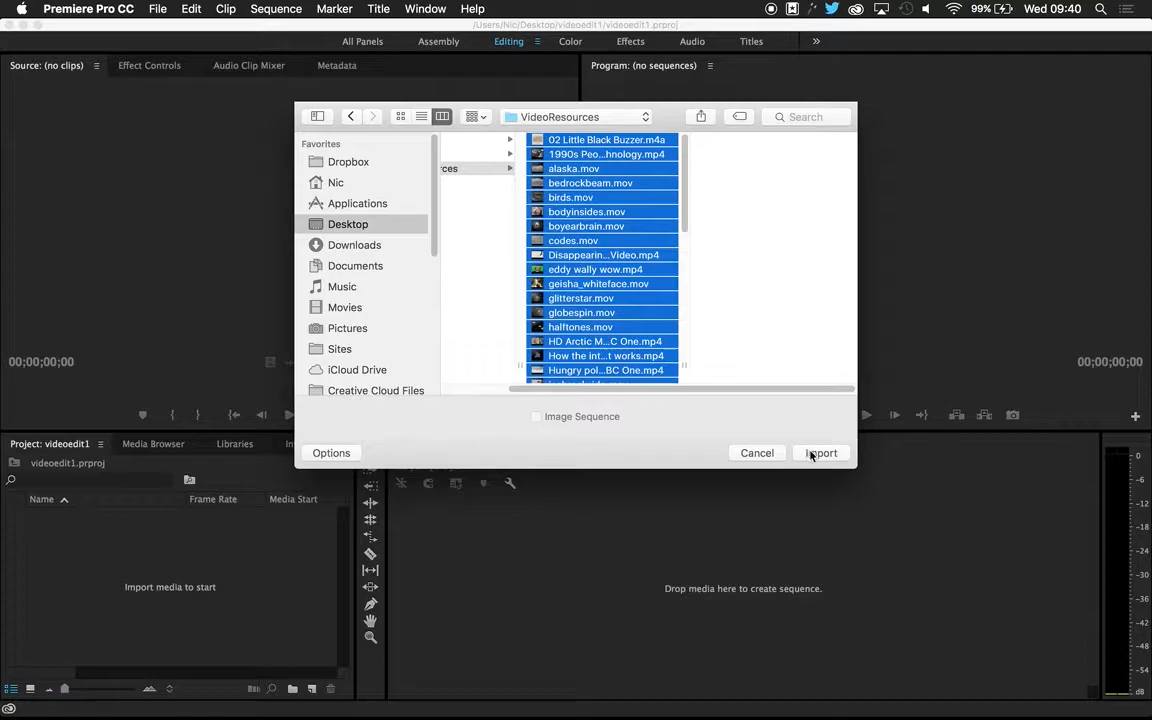 Premiere Pro CC File Edit Clip Sequence Marker Title Window Help 99% Wed 09:40
/Users/Nic/Desktop/videoedit1/videoedit1.prproj
All Panels Assembly Editing Color Effects Audio Titles
Source: (no clips) Effect Controls Audio Clip Mixer Metadata Program: (no sequences)
VideoResources Search
Favorites
Dropbox
Nic
Applications
Desktop
Downloads
Documents
Music
Movies
Pictures
Sites
iCloud Drive
Creative Cloud Files
rces
02 Little Black Buzzer.m4a
1990s Peo...hnology.mp4
alaska.mov
bedrockbeam.mov
birds.mov
bodyinsides.mov
boyearbrain.mov
codes.mov
Disappearin...Video.mp4
eddy wally wow.mp4
geisha_whiteface.mov
glitterstar.mov
globespin.mov
halftones.mov
HD Arctic M...C One.mp4
How the int...t works.mp4
Hungry pol...BC One.mp4
00;00;00;00 00;00;00;00
Image Sequence
Options Cancel Import
Project: videoedit1 Media Browser Libraries In
videoedit1.prproj
Name Frame Rate Media Start
Import media to start
Drop media here to create sequence.
0
-6
-12
-18
-24
-30
-36
-42
-48
-54
dB